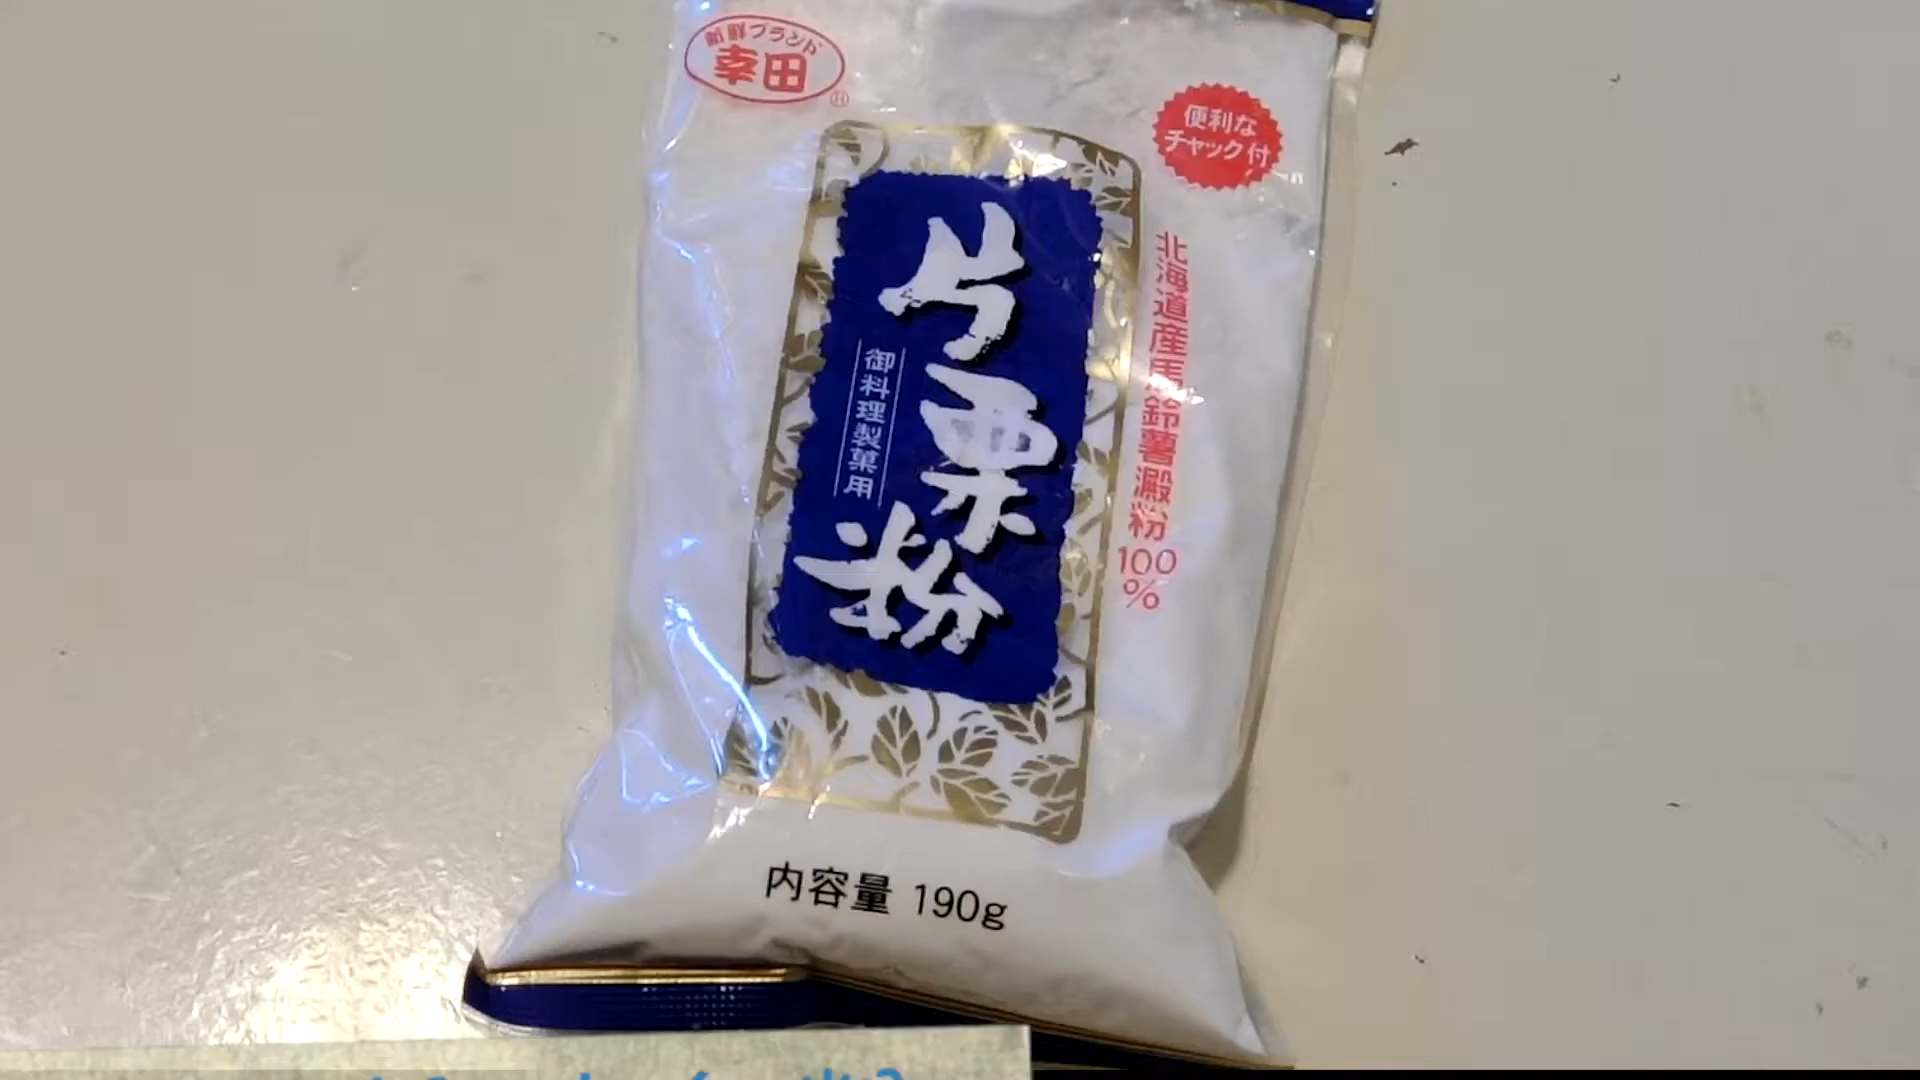 新鮮ブランド
幸田
®
便利な
チャック付
北海道産馬鈴薯澱粉100%
片栗粉
御料理製菓用
内容量 190g